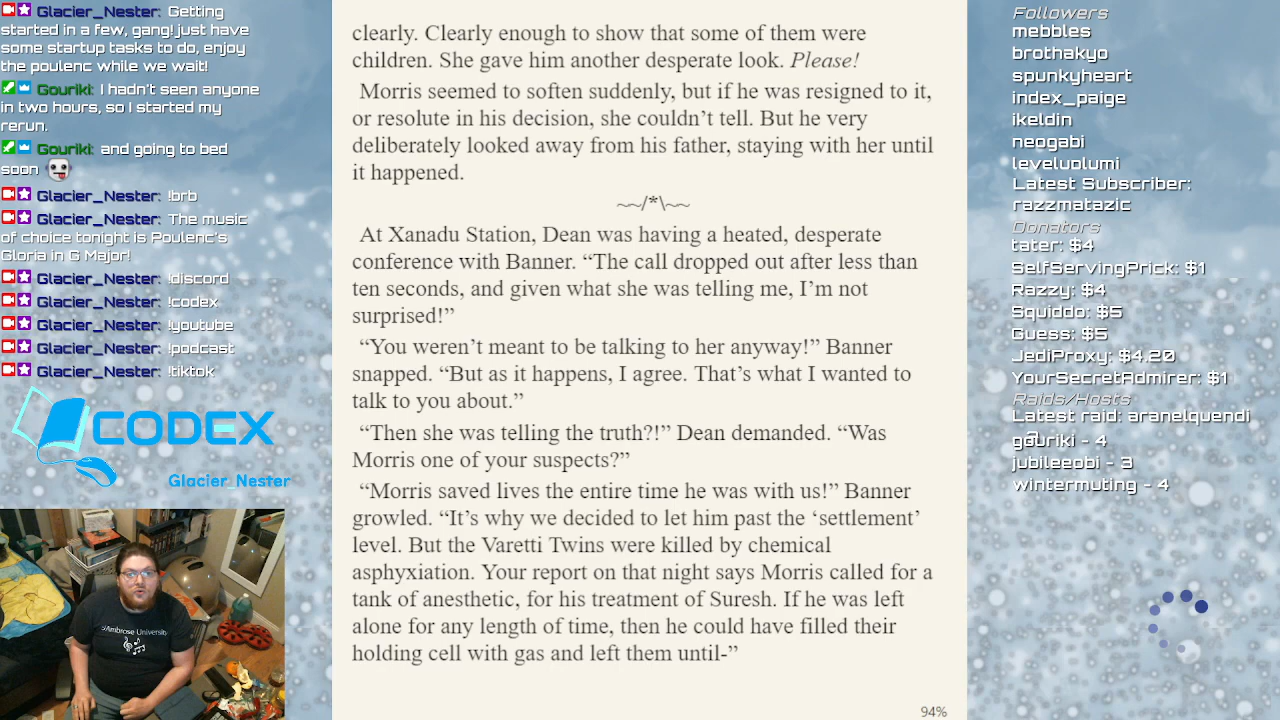 Glacier_Nester: Getting
started in a few, gang! just have
some startup tasks to do, enjoy
the poulenc while we wait!
Gouriki: I hadn't seen anyone
in two hours, so I started my
rerun.
Gouriki: and going to bed
soon
Glacier_Nester: !brb
Glacier_Nester: The music
of choice tonight is Poulenc's
Gloria in G Major!
Glacier_Nester: !discord
Glacier_Nester: !codex
Glacier_Nester: !youtube
Glacier_Nester: !podcast
Glacier_Nester: !tiktok
CODEX
Glacier_Nester
Ambrose Universi
clearly. Clearly enough to show that some of them were
children. She gave him another desperate look. Please!
Morris seemed to soften suddenly, but if he was resigned to it,
or resolute in his decision, she couldn’t tell. But he very
deliberately looked away from his father, staying with her until
it happened.
~~/*\~~
At Xanadu Station, Dean was having a heated, desperate
conference with Banner. “The call dropped out after less than
ten seconds, and given what she was telling me, I’m not
surprised!”
“You weren’t meant to be talking to her anyway!” Banner
snapped. “But as it happens, I agree. That’s what I wanted to
talk to you about.”
“Then she was telling the truth?!” Dean demanded. “Was
Morris one of your suspects?”
“Morris saved lives the entire time he was with us!” Banner
growled. “It’s why we decided to let him past the ‘settlement’
level. But the Varetti Twins were killed by chemical
asphyxiation. Your report on that night says Morris called for a
tank of anesthetic, for his treatment of Suresh. If he was left
alone for any length of time, then he could have filled their
holding cell with gas and left them until-”
94%
Followers
mebbles
brothakyo
spunkyheart
index_paige
ikeldin
neogabi
levelupiumi
Latest Subscriber:
razzmatazic
Donators
tater: $4
SelfServingPrick: $1
Razzy: $4
Squiddo: $5
Guess: $5
JediProxy: $4.20
YourSecretAdmirer: $1
Raids/Hosts
Latest raid: aranelquendi
gouriki - 4
jubileebi - 3
wintermuting - 4